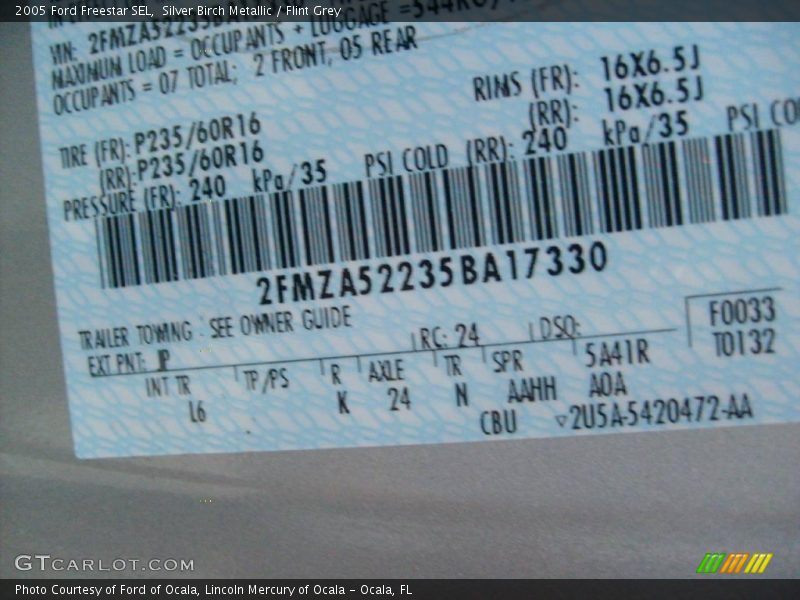 2005 Ford Freestar SEL, Silver Birch Metallic / Flint Grey
LUGGAGE =544KG/
VIN: 2FMZA52235BA
MAXIMUM LOAD = OCCUPANTS + 
OCCUPANTS = 07 TOTAL; 2 FRONT, 05 REAR
RIMS (FR): 16X6.5J
(RR): 16X6.5J
TIRE (FR): P235/60R16
(RR): P235/60R16
PRESSURE (FR): 240 kPa/35 PSI COLD (RR): 240 kPa/35 PSI CO
2FMZA52235BA17330
TRAILER TOWING : SEE OWNER GUIDE
RC: 24 DSO: F0033
EXT PNT: JP T0132
INT TR TP/PS R AXLE TR SPR 5A41R
L6 K 24 N AAHH A0A
CBU ▽2U5A-5420472-AA
GTCARLOT.COM
Photo Courtesy of Ford of Ocala, Lincoln Mercury of Ocala – Ocala, FL